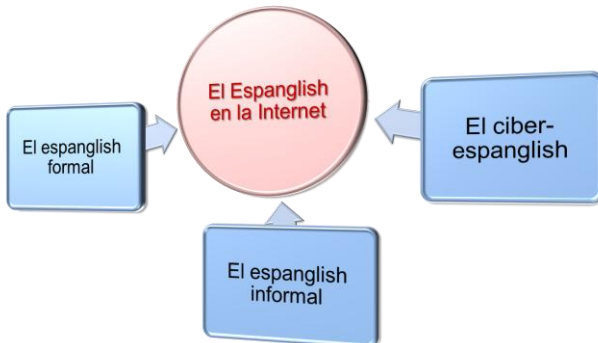 El Espanglish
en la Internet
El espanglish
formal
El ciber-
espanglish
El espanglish
informal